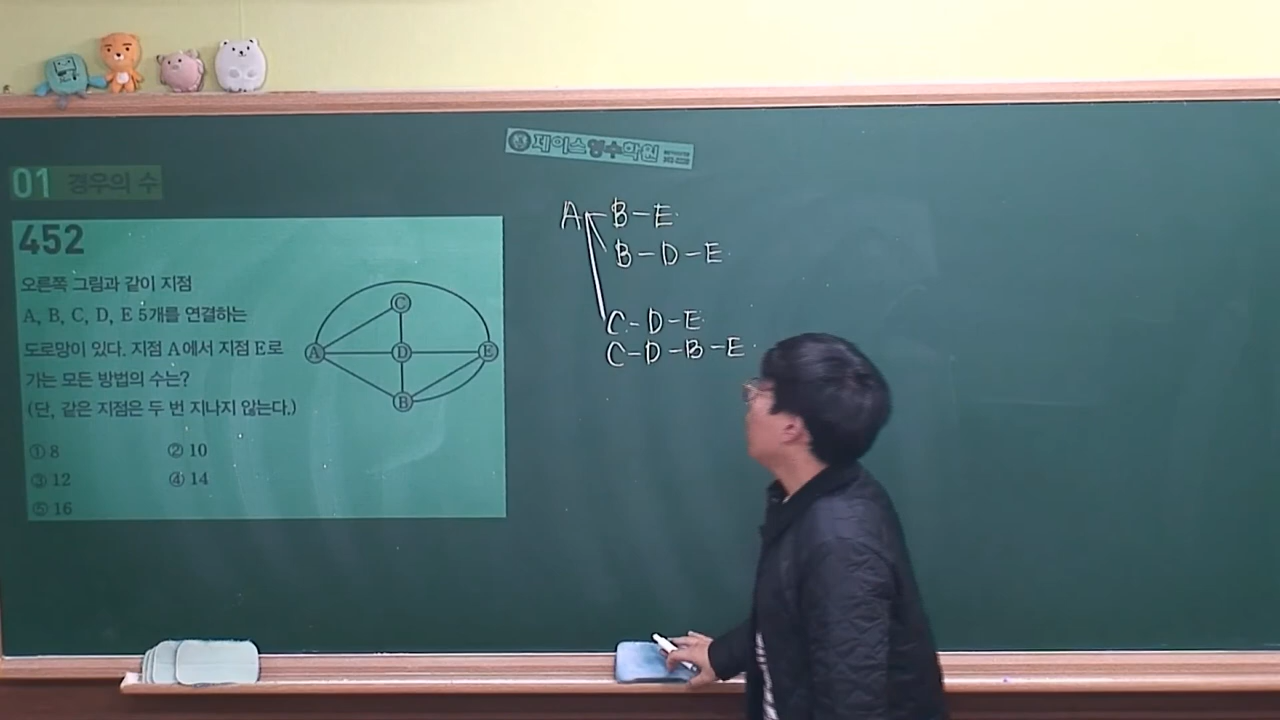 제이스영수학원
01 경우의 수
452
오른쪽 그림과 같이 지점
A, B, C, D, E 5개를 연결하는
도로망이 있다. 지점 A에서 지점 E로
가는 모든 방법의 수는?
(단, 같은 지점은 두 번 지나지 않는다.)
① 8 ② 10
③ 12 ④ 14
⑤ 16
C
A D E
B
A B-E
B-D-E
C-D-E
C-D-B-E